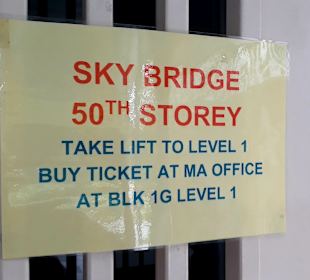 SKY BRIDGE
50TH STOREY
TAKE LIFT TO LEVEL 1
BUY TICKET AT MA OFFICE
AT BLK 1G LEVEL 1